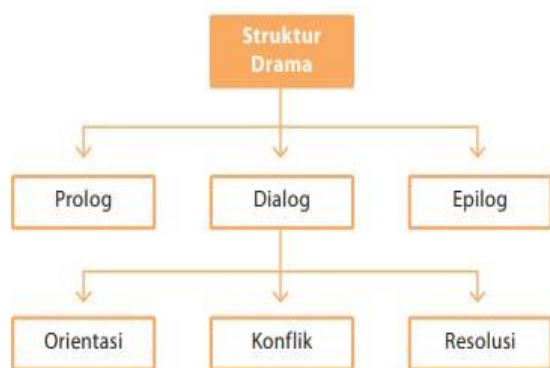 Struktur
Drama
Prolog
Dialog
Epilog
Orientasi
Konflik
Resolusi